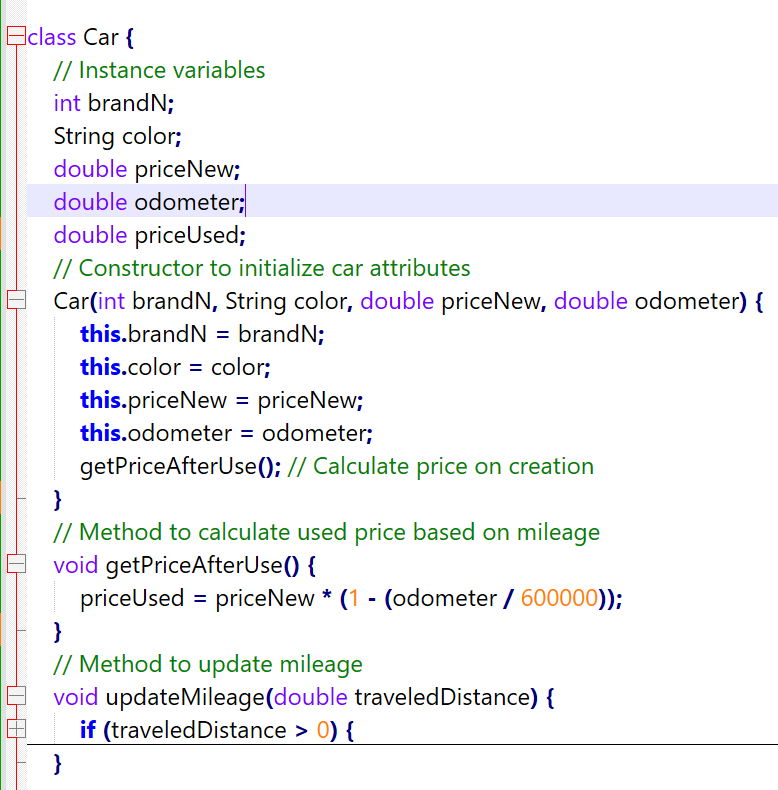 class Car {
// Instance variables
int brandN;
String color;
double priceNew;
double odometer;
double priceUsed;
// Constructor to initialize car attributes
Car(int brandN, String color, double priceNew, double odometer) {
this.brandN = brandN;
this.color = color;
this.priceNew = priceNew;
this.odometer = odometer;
getPriceAfterUse(); // Calculate price on creation
}
// Method to calculate used price based on mileage
void getPriceAfterUse() {
priceUsed = priceNew * (1 - (odometer / 600000));
}
// Method to update mileage
void updateMileage(double traveledDistance) {
if (traveledDistance > 0) {
}